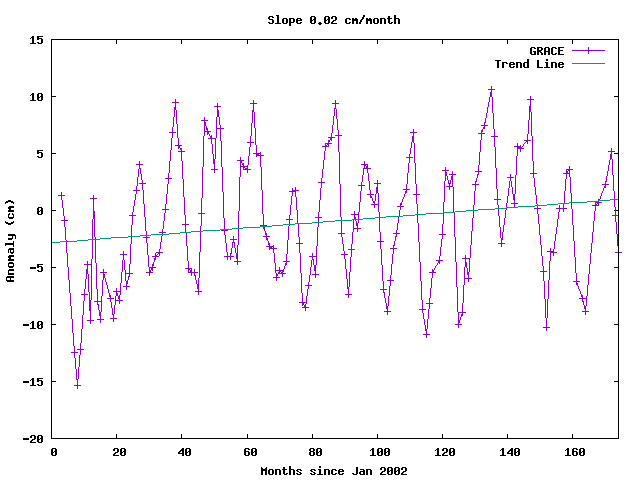 Slope 0.02 cm/month
15
GRACE
Trend Line
10
5
0
-5
-10
-15
-20
Anomaly (cm)
0 20 40 60 80 100 120 140 160
Months since Jan 2002